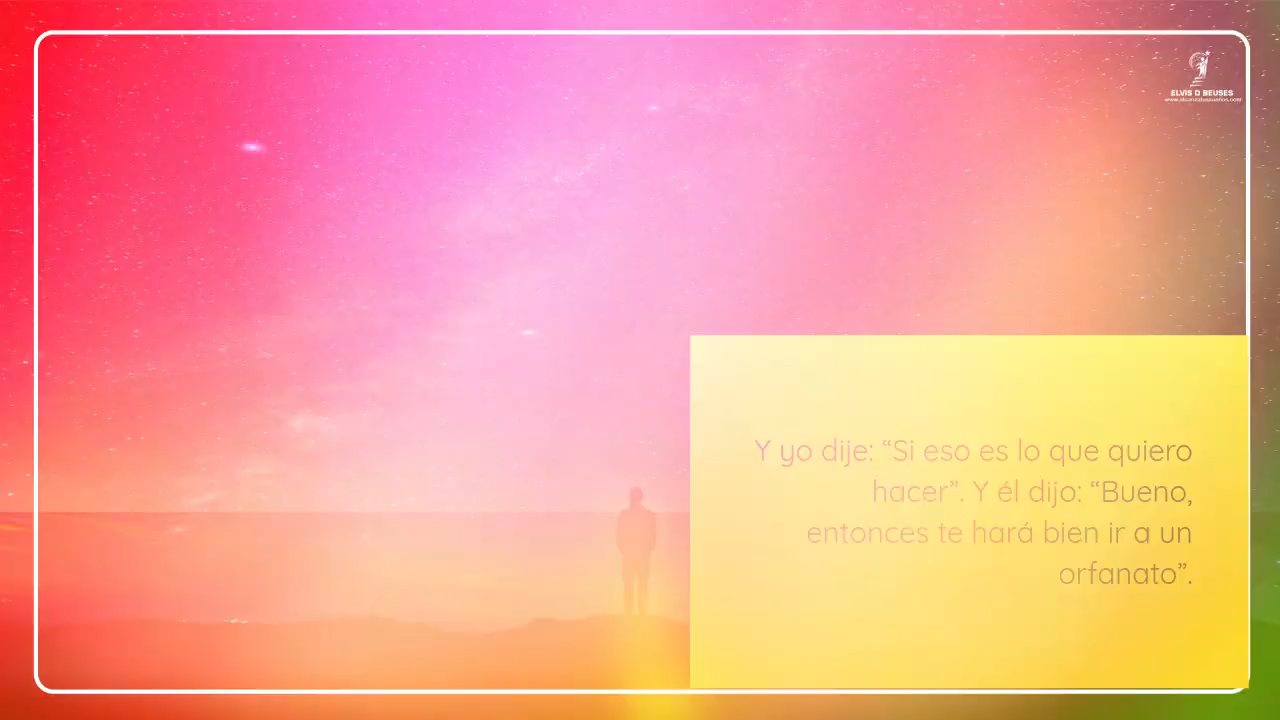 ELVIS D BEUSES
Y yo dije: “Si eso es lo que quiero
hacer”. Y él dijo: “Bueno,
entonces te hará bien ir a un
orfanato”.